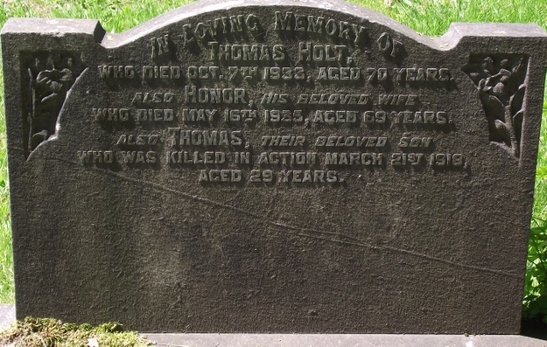 IN LOVING MEMORY OF
THOMAS HOLT,
WHO DIED OCT. 7TH 1933, AGED 70 YEARS.
ALSO HONOR, HIS BELOVED WIFE
WHO DIED MAY 16TH 1935, AGED 69 YEARS.
ALSO THOMAS, THEIR BELOVED SON
WHO WAS KILLED IN ACTION MARCH 21ST 1918,
AGED 29 YEARS.